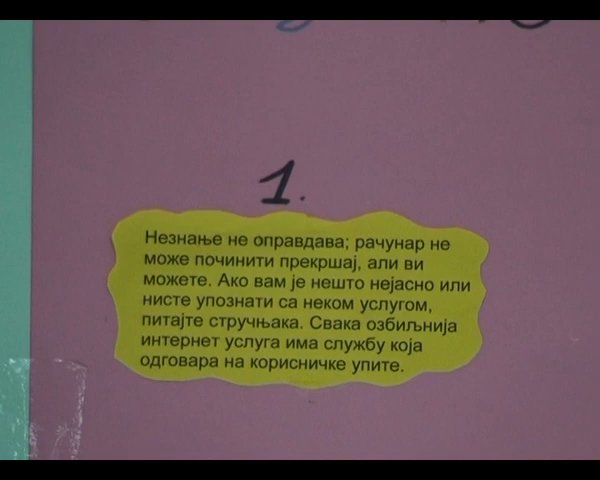 1.
Незнање не оправдава; рачунар не
може починити прекршај, али ви
можете. Ако вам је нештo нејасно или
нисте упознати са неком услугом,
питајте стручњака. Свака озбиљнија
интернет услуга има службу која
одговара на корисничке упите.